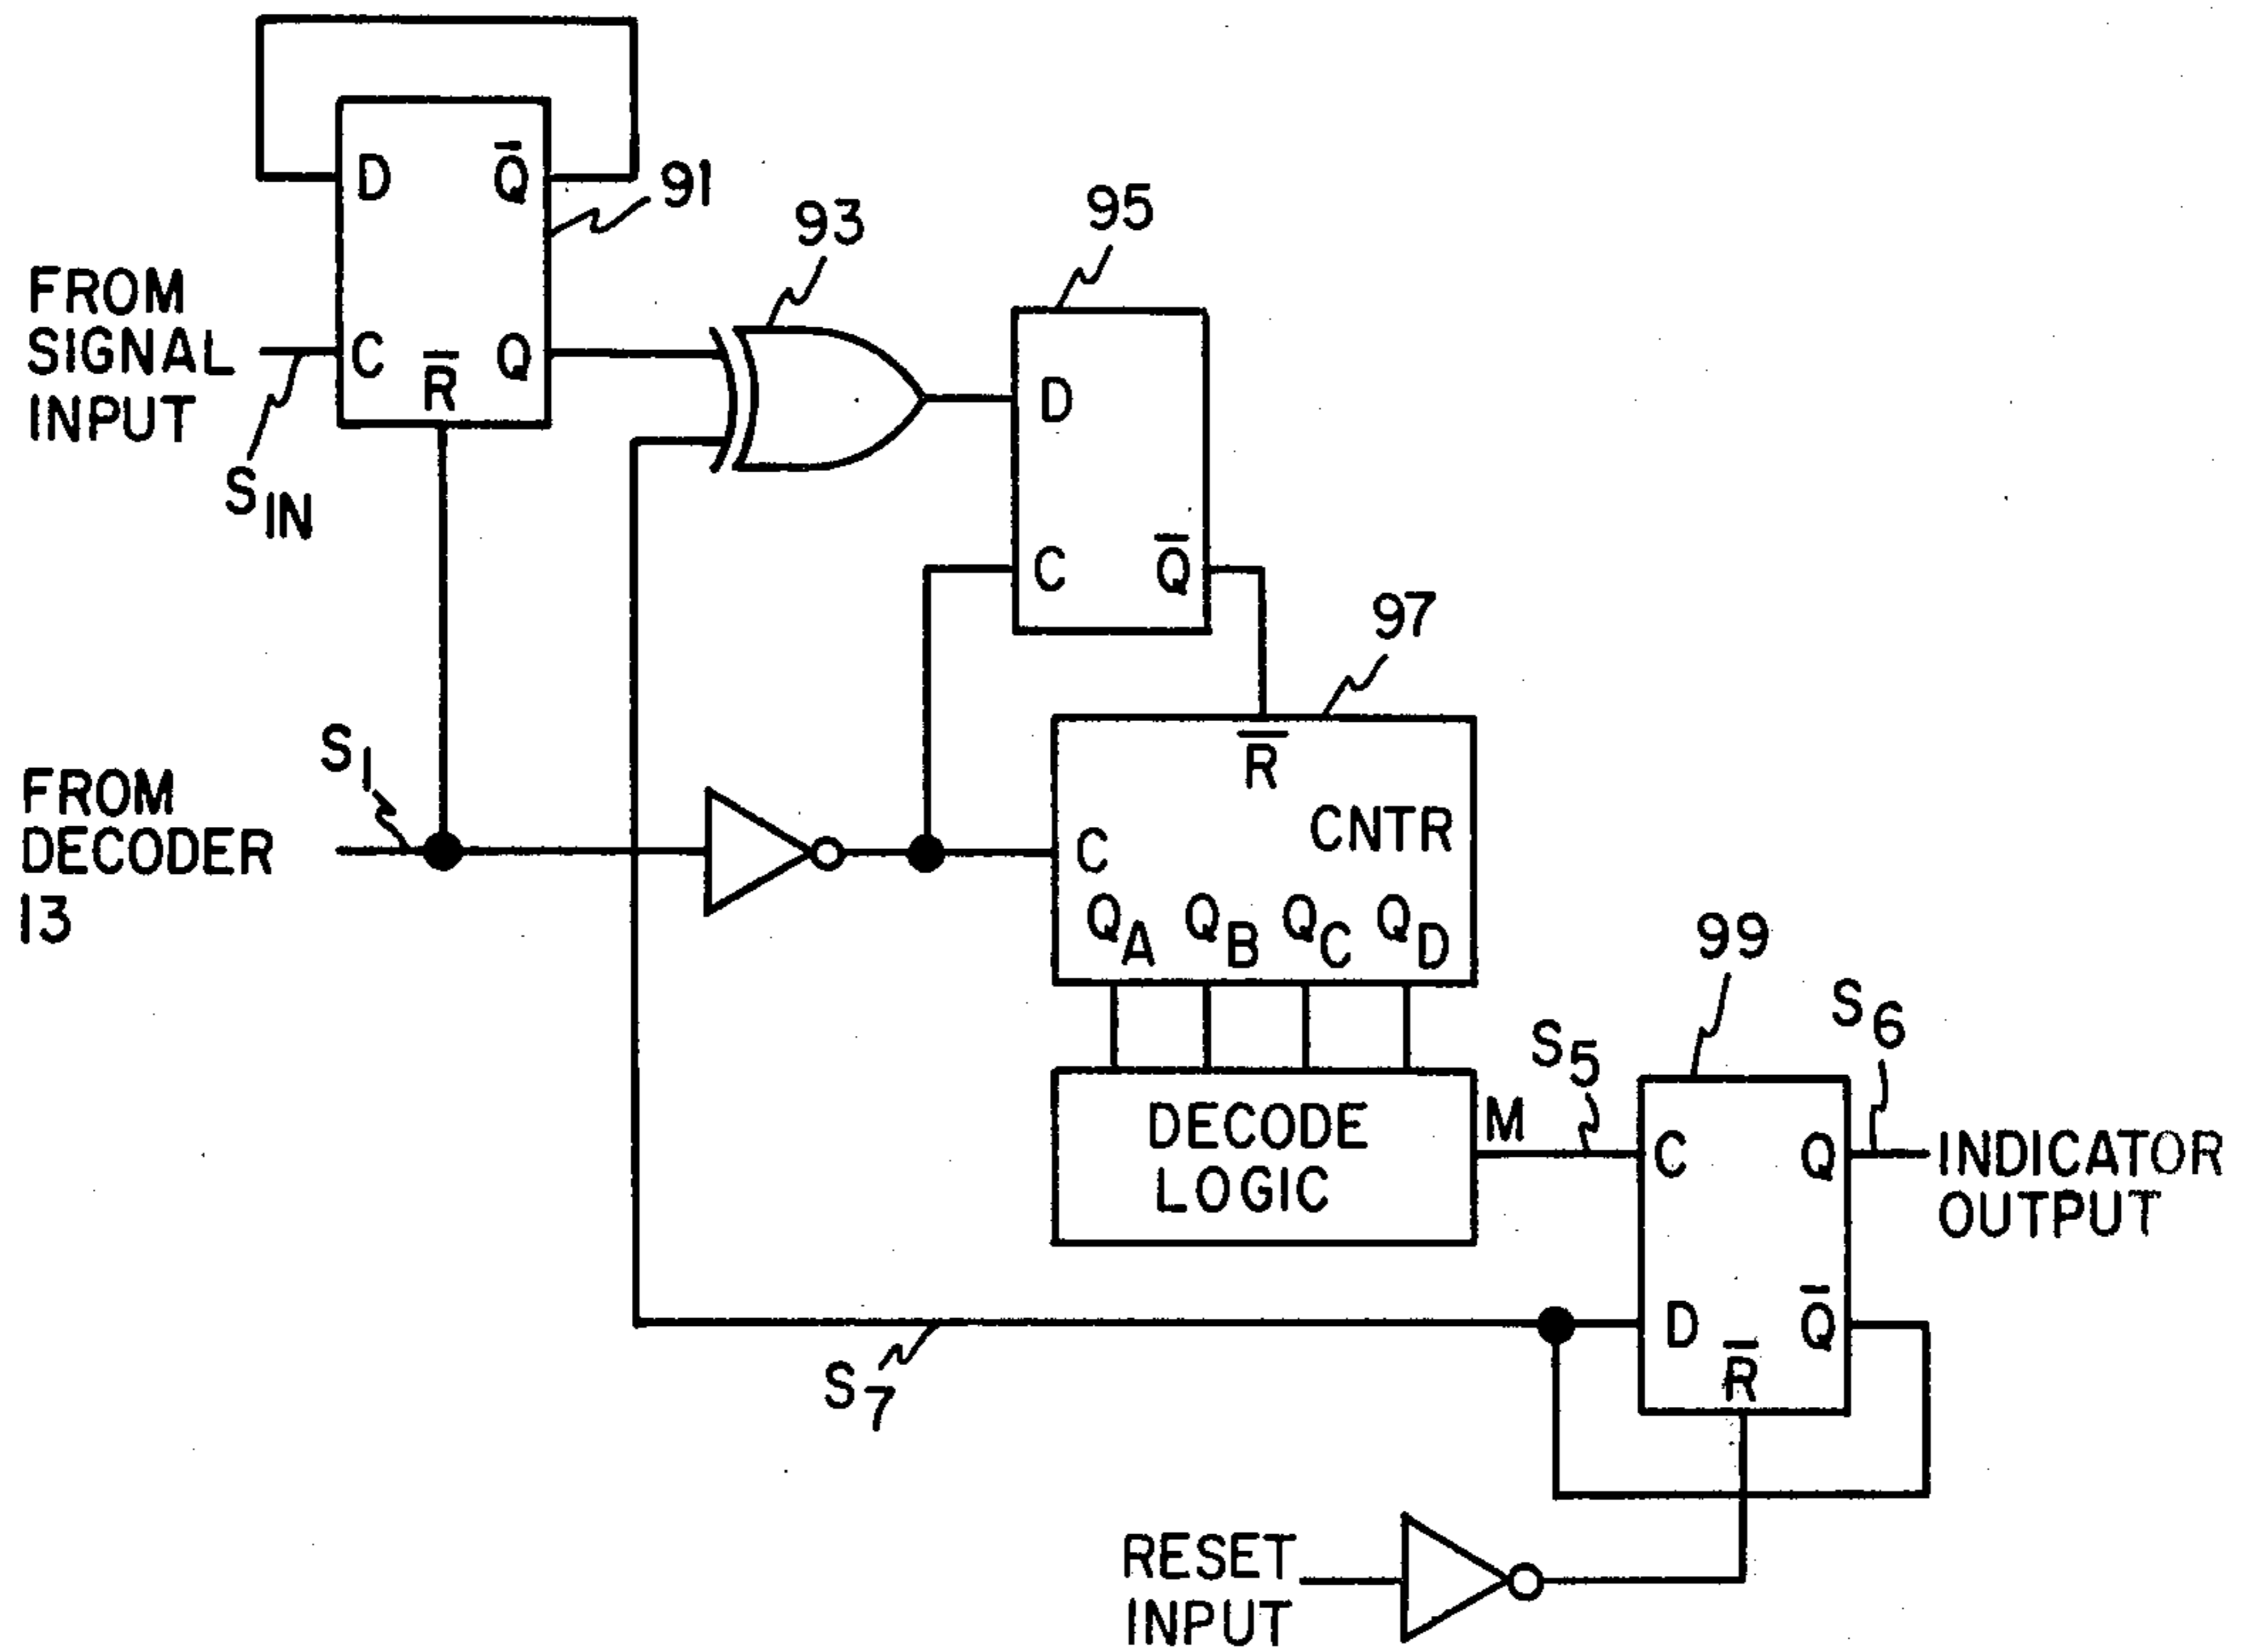 D Q̅
91
93
95
FROM
SIGNAL
INPUT
C R̅ Q
S_IN
D
C Q̅
97
S_1
FROM
DECODER
13
R̅
CNTR
C
Q_A Q_B Q_C Q_D
99
S_5
S_6
DECODE
LOGIC
M
C Q
INDICATOR
OUTPUT
D Q̅
R̅
S_7
RESET
INPUT